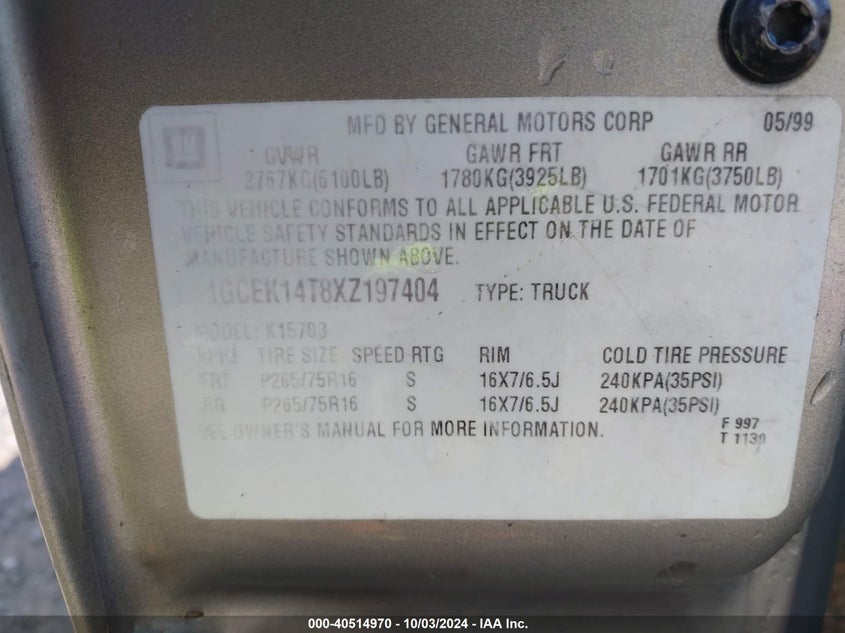 GM
MFD BY GENERAL MOTORS CORP 05/99
GVWR GAWR FRT GAWR RR
2767KG(6100LB) 1780KG(3925LB) 1701KG(3750LB)
THIS VEHICLE CONFORMS TO ALL APPLICABLE U.S. FEDERAL MOTOR
VEHICLE SAFETY STANDARDS IN EFFECT ON THE DATE OF
MANUFACTURE SHOWN ABOVE.
1GCEK14T8XZ197404 TYPE: TRUCK
MODEL: K15703
TIRE SIZE SPEED RTG RIM COLD TIRE PRESSURE
FRT P265/75R16 S 16X7/6.5J 240KPA(35PSI)
RR P265/75R16 S 16X7/6.5J 240KPA(35PSI)
SEE OWNER'S MANUAL FOR MORE INFORMATION.
F 997
T 1130
000-40514970 - 10/03/2024 - IAA Inc.